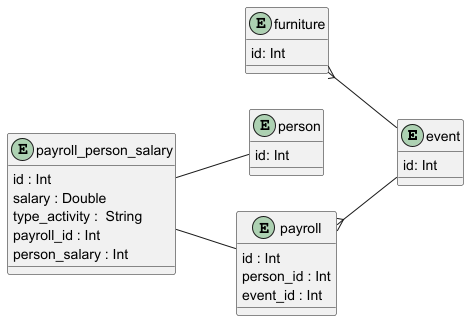 E furniture
id: Int
E person
id: Int
E event
id: Int
E payroll_person_salary
id : Int
salary : Double
type_activity :  String
payroll_id : Int
person_salary : Int
E payroll
id : Int
person_id : Int
event_id : Int